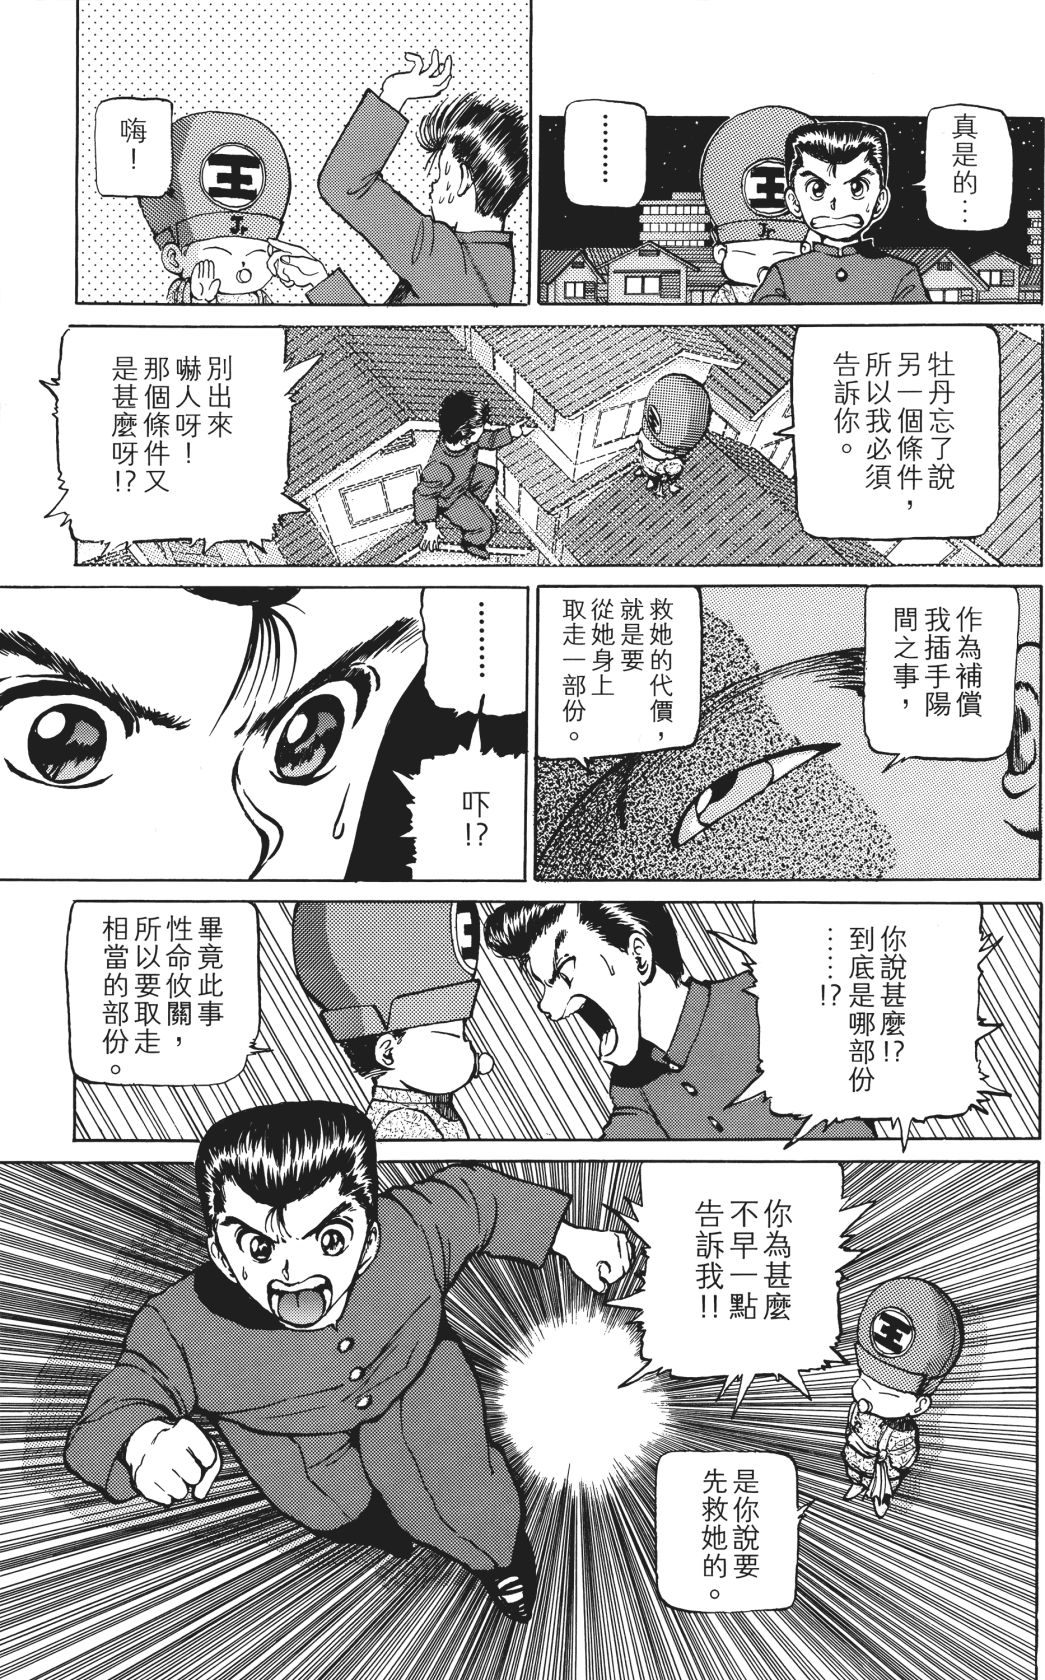 真是的…
………
王
Jr
嗨！
王
Jr
牡丹忘了說
另一個條件，
所以我必須
告訴你。
別出來
嚇人呀！
那個條件又
是甚麼呀!?
作為補償
我插手陽
間之事，
救她的代價，
就是要
從她身上
取走一部份。
………
吓!?
你說甚麼!?
到底是哪部份
……!?
王
畢竟此事
性命攸關，
所以要取走
相當的部份。
你為甚麼
不早一點
告訴我!!
王
是你說要
先救她的。